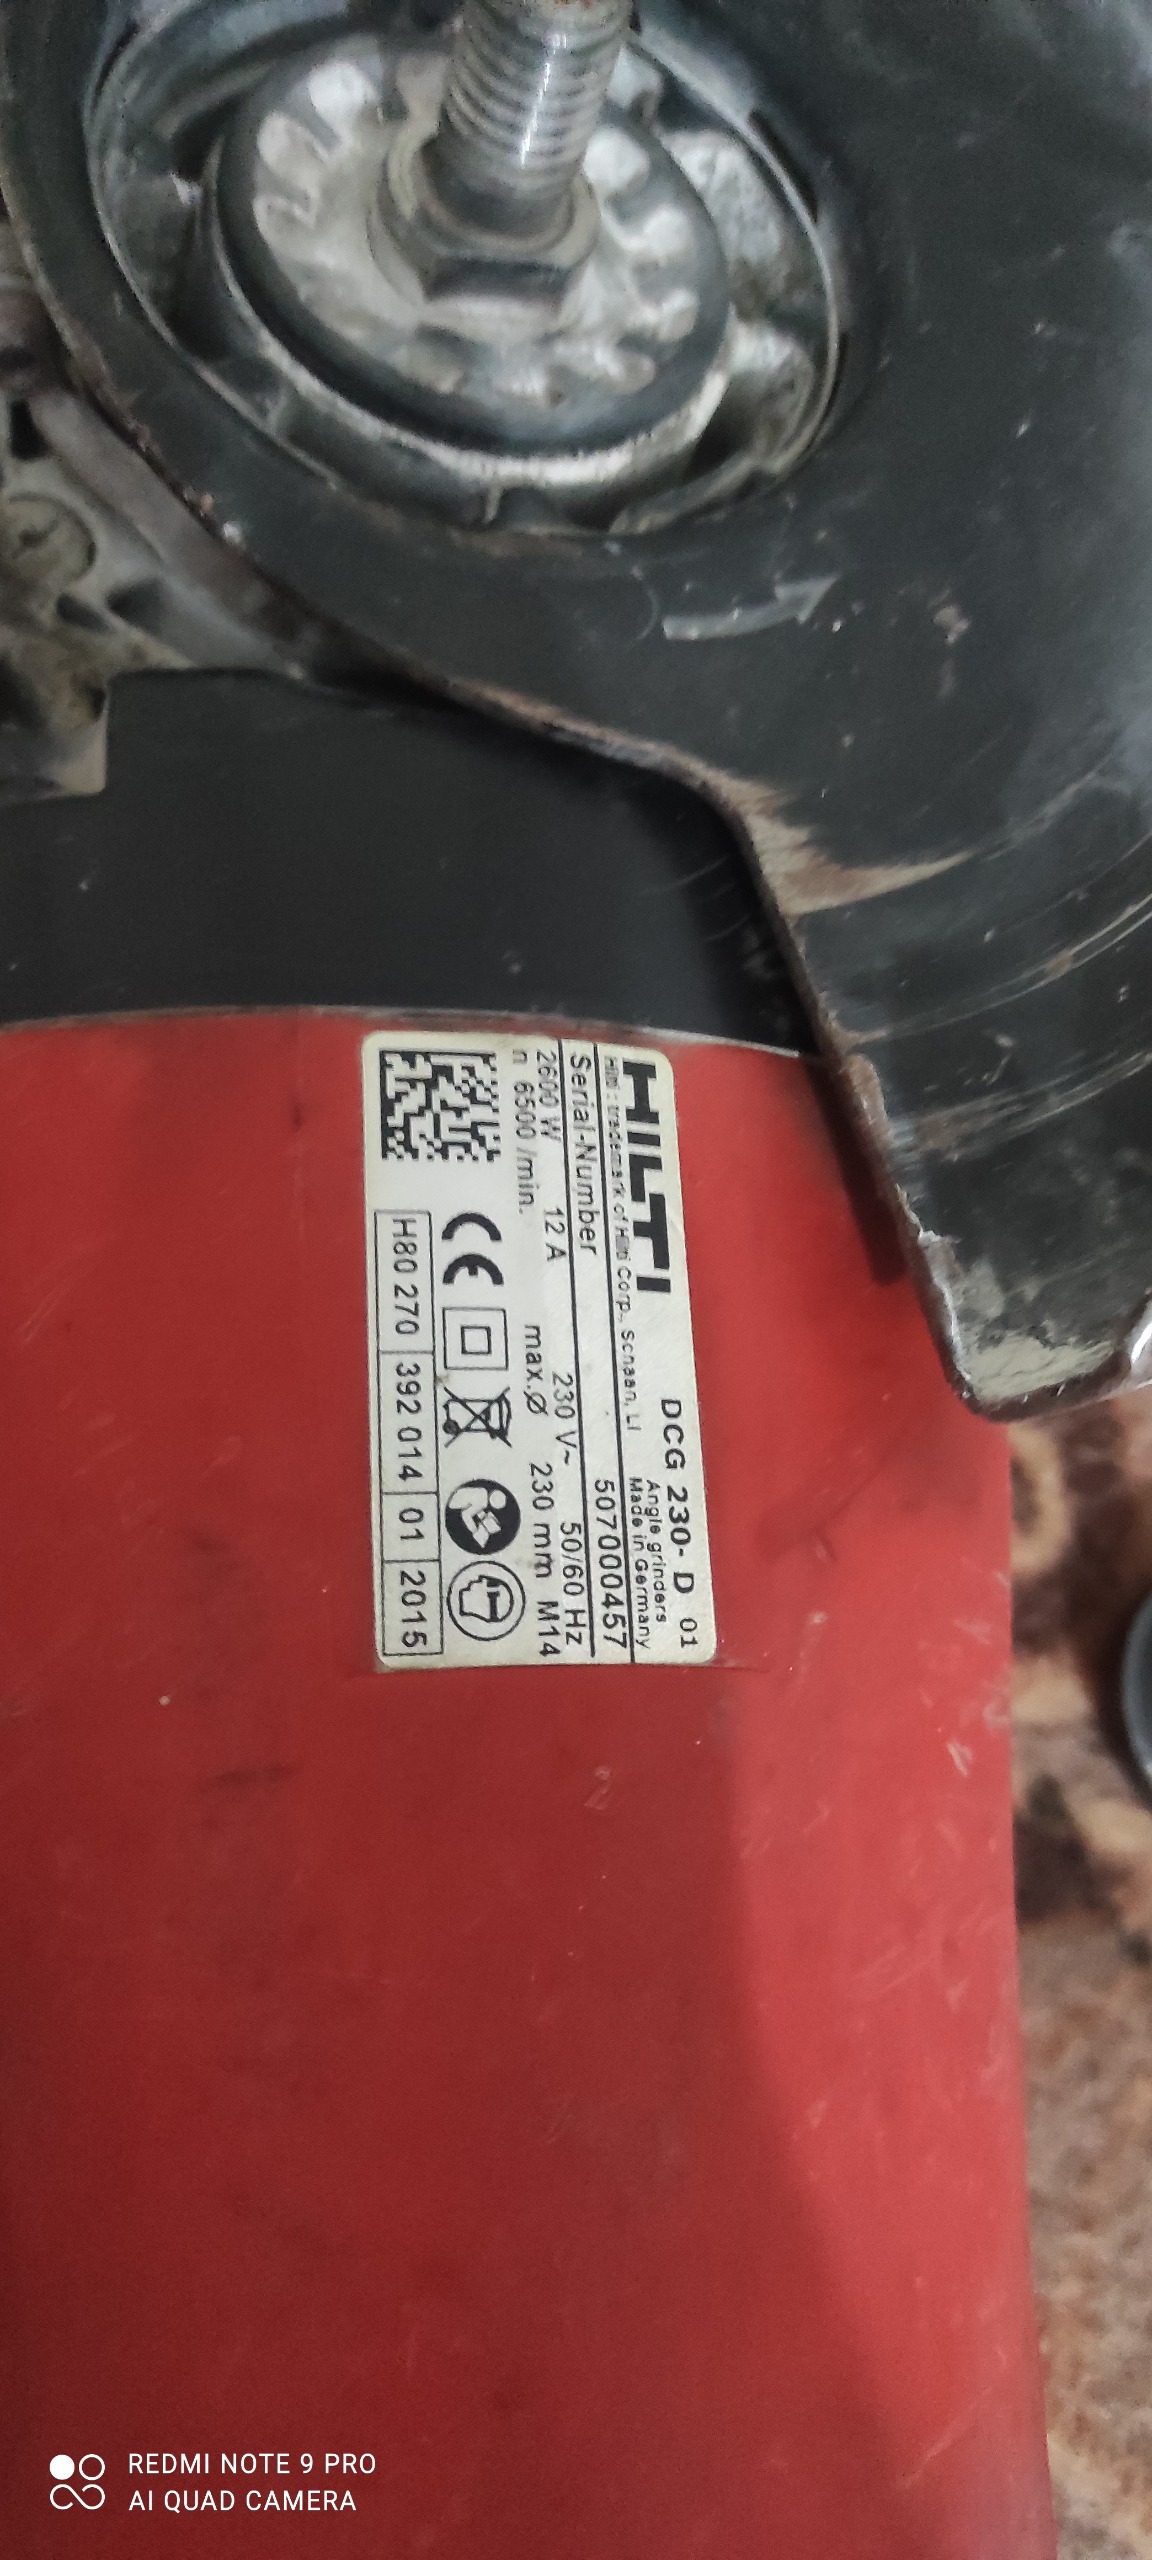 HILTI DCG 230- D 01
Angle grinders
Hilti : trademark of Hilti Corp., Schaan, LI Made in Germany
Serial-Number 507000457
2600 W 12 A 230 V~ 50/60 Hz
n 6500 /min. max.Ø 230 mm M14
CE
H80 270 392 014 01 2015
REDMI NOTE 9 PRO
AI QUAD CAMERA